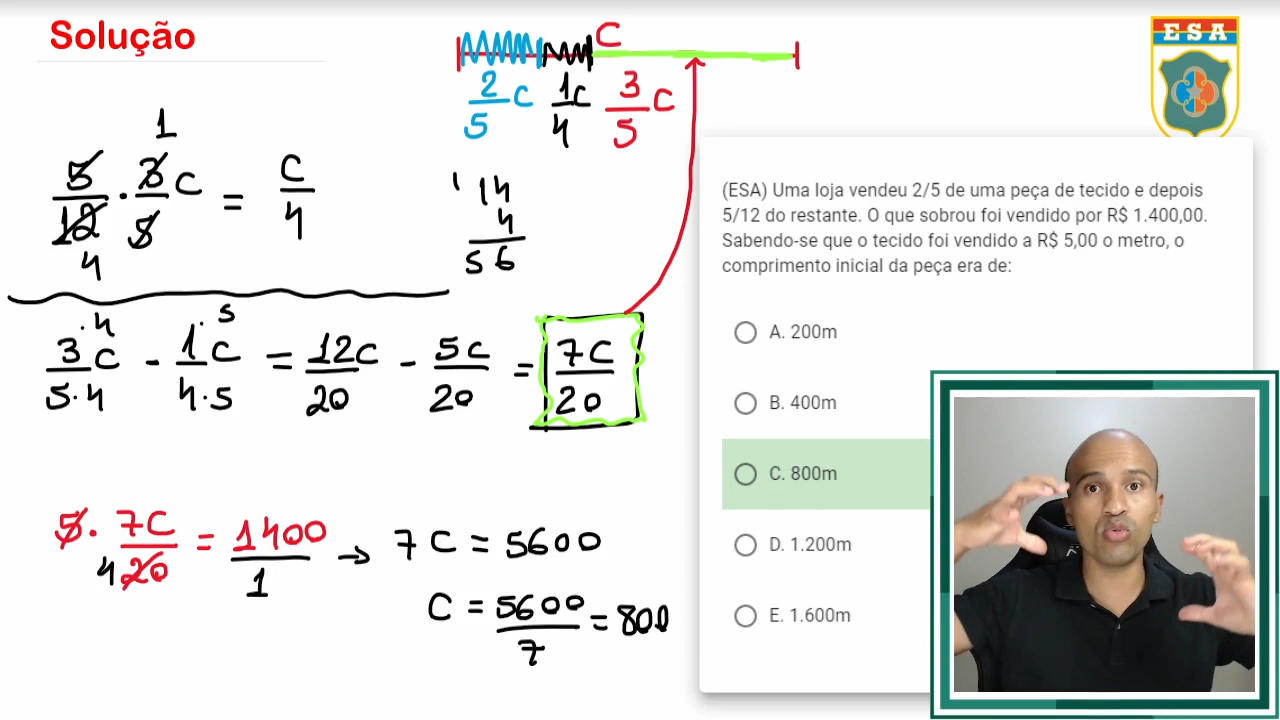 Solução
C
2/5 C 1C/4 3/5 C
ESA
1
5/12 · 3/5 C = C/4
4
14
4
56
(ESA) Uma loja vendeu 2/5 de uma peça de tecido e depois
5/12 do restante. O que sobrou foi vendido por R$ 1.400,00.
Sabendo-se que o tecido foi vendido a R$ 5,00 o metro, o
comprimento inicial da peça era de:
A. 200m
B. 400m
C. 800m
D. 1.200m
E. 1.600m
3C·4/5·4 - 1C·5/4·5 = 12C/20 - 5C/20 = 7C/20
5· 7C/20 = 1400/1 → 7C = 5600
4
C = 5600/7 = 800